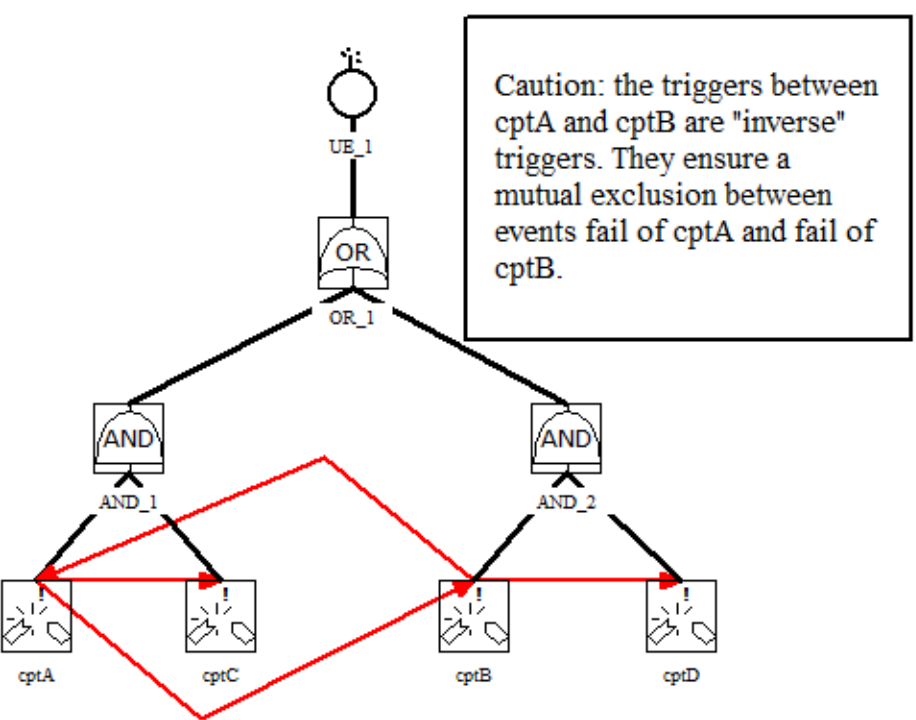 Caution: the triggers between
cptA and cptB are "inverse"
triggers. They ensure a
mutual exclusion between
events fail of cptA and fail of
cptB.
UE_1
OR
OR_1
AND
AND
AND_1
AND_2
!
!
!
!
cptA
cptC
cptB
cptD